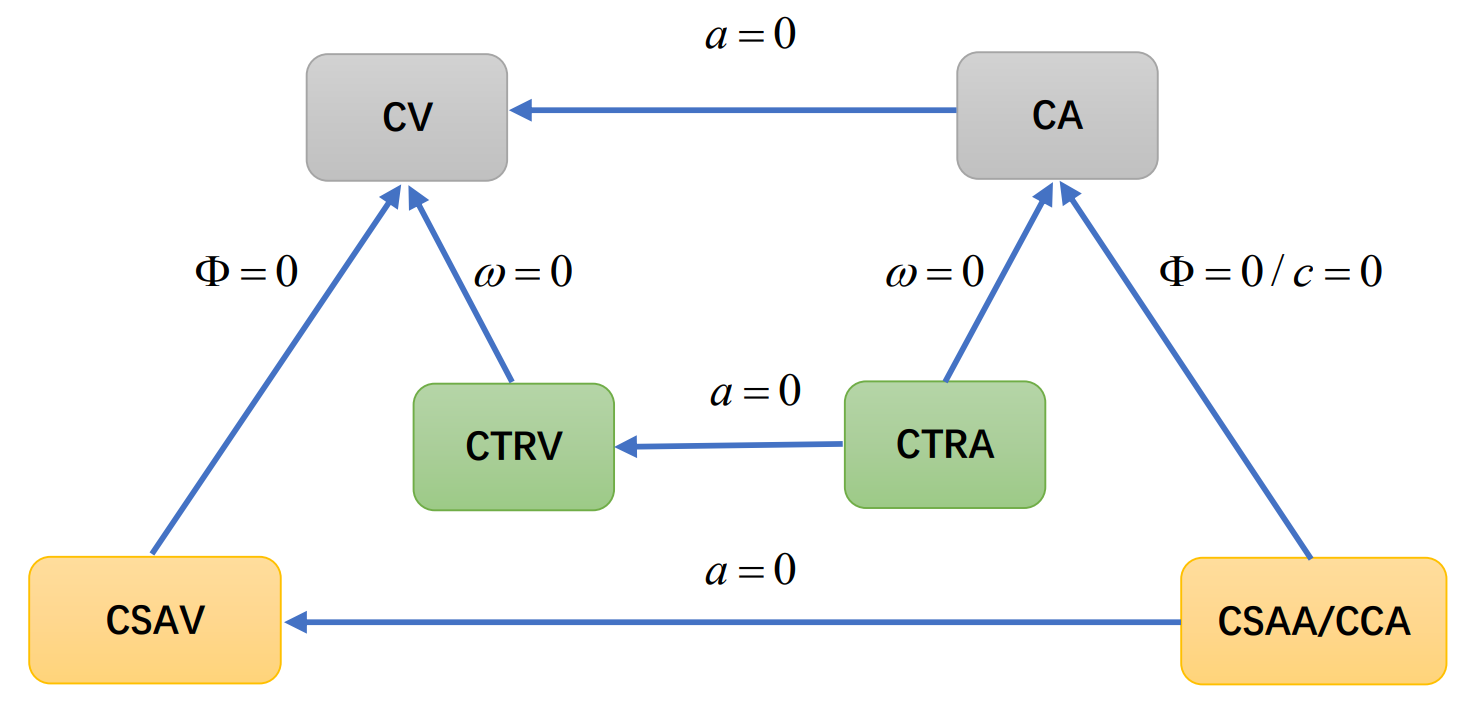 a = 0
CV
CA
Φ = 0
ω = 0
ω = 0
Φ = 0 / c = 0
a = 0
CTRV
CTRA
a = 0
CSAV
CSAA/CCA